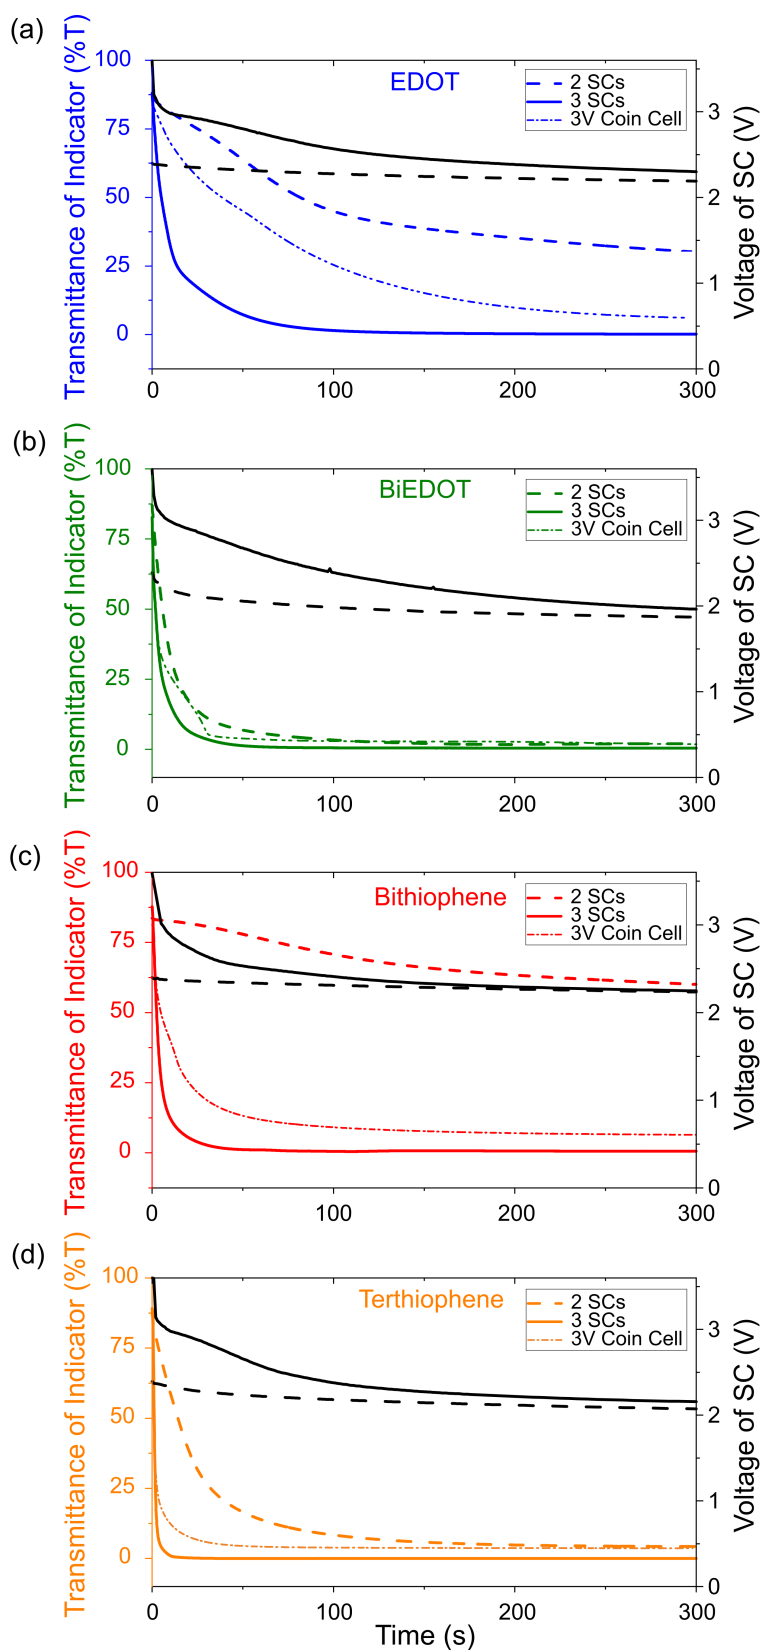 (a)
Transmittance of Indicator (%T)
100
75
50
25
0
EDOT
2 SCs
3 SCs
3V Coin Cell
3
2
1
0
Voltage of SC (V)
0
100
200
300
(b)
Transmittance of Indicator (%T)
100
75
50
25
0
BiEDOT
2 SCs
3 SCs
3V Coin Cell
3
2
1
0
Voltage of SC (V)
0
100
200
300
(c)
Transmittance of Indicator (%T)
100
75
50
25
0
Bithiophene
2 SCs
3 SCs
3V Coin Cell
3
2
1
0
Voltage of SC (V)
0
100
200
300
(d)
Transmittance of Indicator (%T)
100
75
50
25
0
Terthiophene
2 SCs
3 SCs
3V Coin Cell
3
2
1
0
Voltage of SC (V)
0
100
200
300
Time (s)